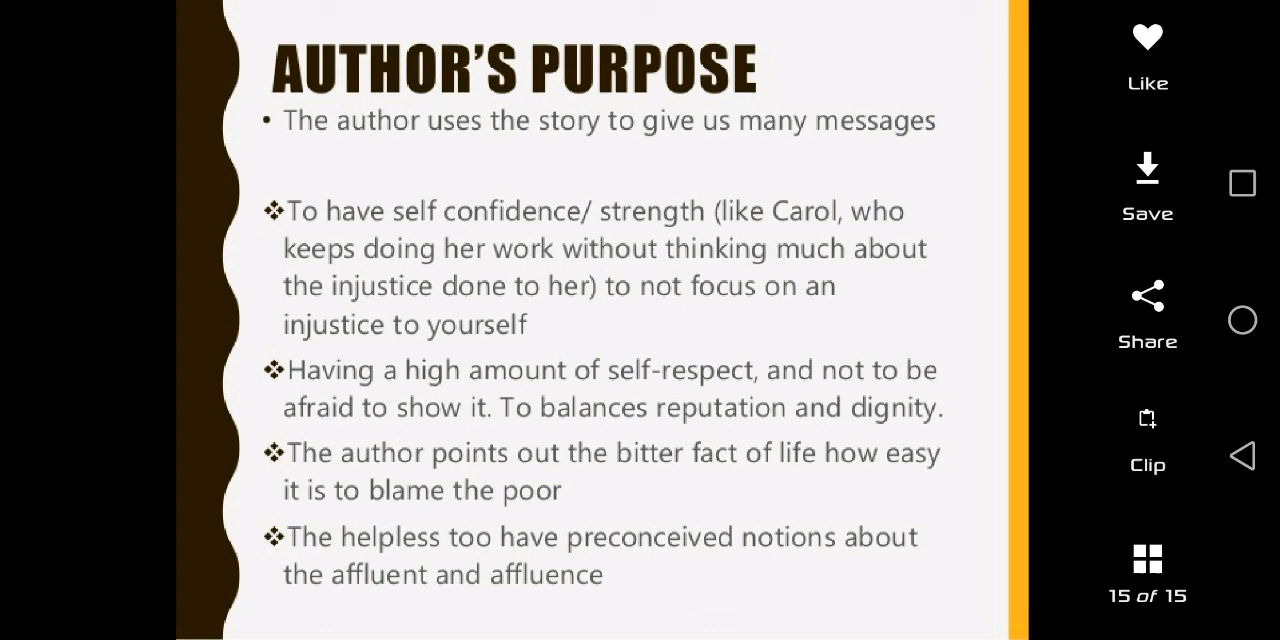 AUTHOR'S PURPOSE
• The author uses the story to give us many messages
❖To have self confidence/ strength (like Carol, who
keeps doing her work without thinking much about
the injustice done to her) to not focus on an
injustice to yourself
❖Having a high amount of self-respect, and not to be
afraid to show it. To balances reputation and dignity.
❖The author points out the bitter fact of life how easy
it is to blame the poor
❖The helpless too have preconceived notions about
the affluent and affluence
Like
Save
Share
Clip
15 of 15